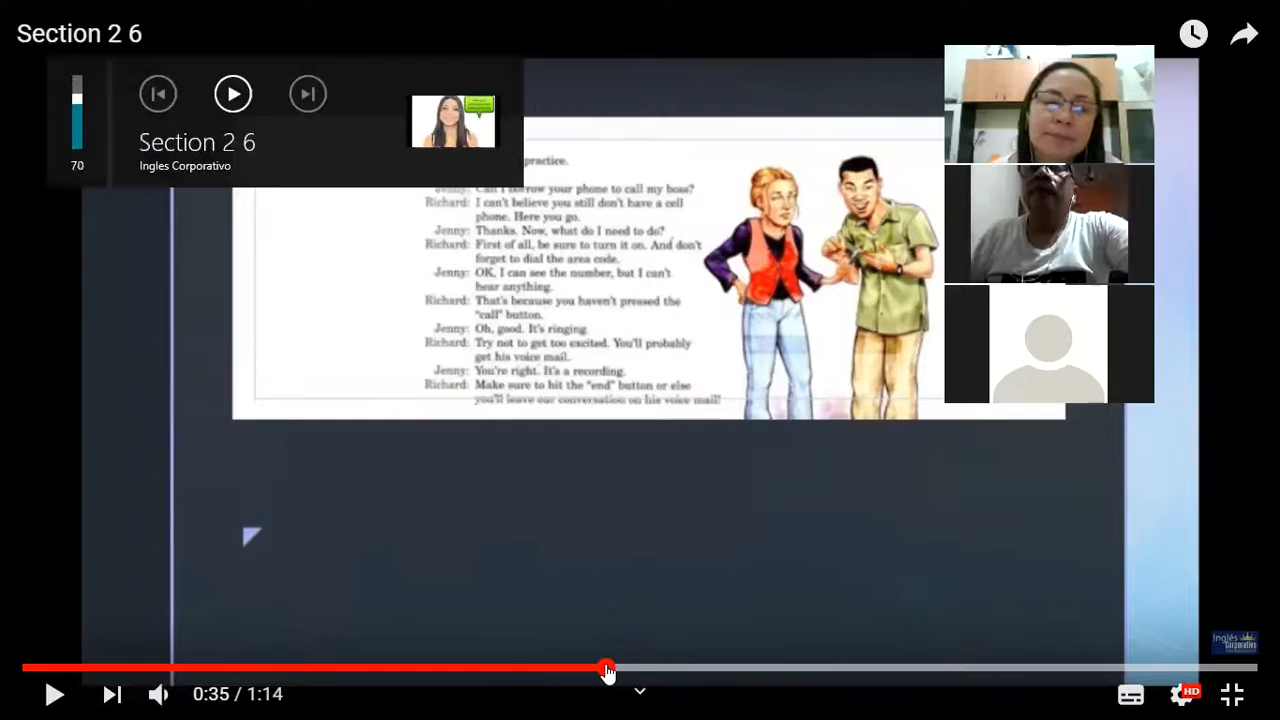 Section 2 6
Section 2 6
Ingles Corporativo
70
practice.
Jenny: Can I borrow your phone to call my boss?
Richard: I can't believe you still don't have a cell
phone. Here you go.
Jenny: Thanks. Now, what do I need to do?
Richard: First of all, be sure to turn it on. And don't
forget to dial the area code.
Jenny: OK, I can see the number, but I can't
hear anything.
Richard: That's because you haven't pressed the
"call" button.
Jenny: Oh, good. It's ringing.
Richard: Try not to get too excited. You'll probably
get his voice mail.
Jenny: You're right. It's a recording.
Richard: Make sure to hit the "end" button or else
you'll leave our conversation on his voice mail!
Inglés
Corporativo
0:35 / 1:14
HD